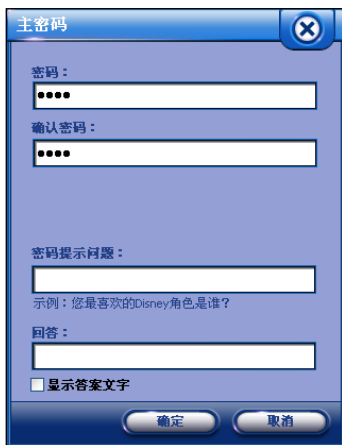 主密码
密码：
●●●●
确认密码：
●●●●
密码提示问题：
示例：您最喜欢的Disney角色是谁？
回答：
显示答案文字
确定
取消